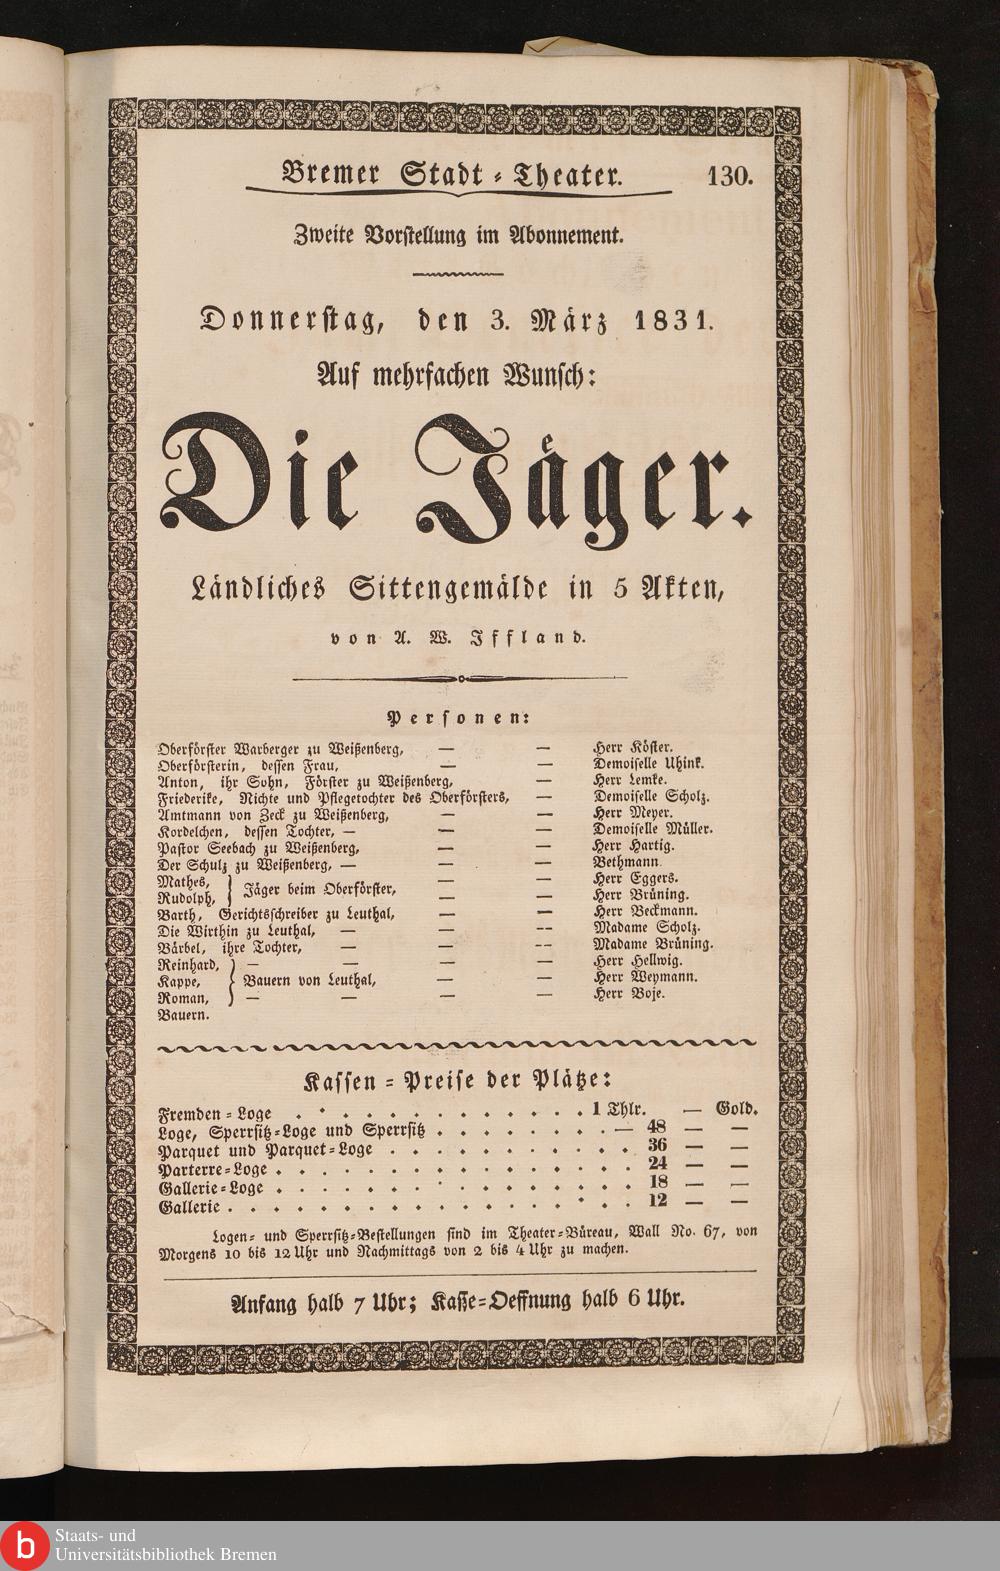 Bremer Stadt-Theater. 130.
Zweite Vorstellung im Abonnement.
Donnerstag, den 3. März 1831.
Auf mehrfachen Wunsch:
Die Jäger.
Ländliches Sittengemälde in 5 Akten,
von A. W. Iffland.
Personen:
Oberförster Warberger zu Weißenberg, — — Herr Köster.
Oberförsterin, dessen Frau, — — Demoiselle Uhink.
Anton, ihr Sohn, Förster zu Weißenberg, — Herr Lemke.
Friederike, Nichte und Pflegetochter des Oberförsters, — Demoiselle Scholz.
Amtmann von Zeck zu Weißenberg, — — Herr Meyer.
Kordelchen, dessen Tochter, — — — Demoiselle Müller.
Pastor Seebach zu Weißenberg, — — Herr Hartig.
Der Schulz zu Weißenberg, — — — Bethmann
Mathes, } Jäger beim Oberförster, — — Herr Eggers.
Rudolph, — — Herr Brüning.
Barth, Gerichtsschreiber zu Leuthal, — — Herr Beckmann.
Die Wirthin zu Leuthal, — — — Madame Scholz.
Bärbel, ihre Tochter, — — — Madame Brüning.
Reinhard, — — — — Herr Hellwig.
Kappe, } Bauern von Leuthal, — — Herr Weymann.
Roman, — — — — Herr Boje.
Bauern.
Kassen-Preise der Plätze:
Fremden-Loge . . . . . . . . . . . . . 1 Thlr. — Gold.
Loge, Sperrsitz-Loge und Sperrsitz . . . . . . . . — 48 — —
Parquet und Parquet-Loge . . . . . . . . . . . 36 — —
Parterre-Loge . . . . . . . . . . . . . . . . 24 — —
Gallerie-Loge . . . . . . . . . . . . . . . . 18 — —
Gallerie . . . . . . . . . . . . . . . . . . 12 — —
Logen- und Sperrsitz-Bestellungen sind im Theater-Büreau, Wall No. 67, von
Morgens 10 bis 12 Uhr und Nachmittags von 2 bis 4 Uhr zu machen.
Anfang halb 7 Uhr; Kasse-Oeffnung halb 6 Uhr.
b Staats- und
Universitätsbibliothek Bremen